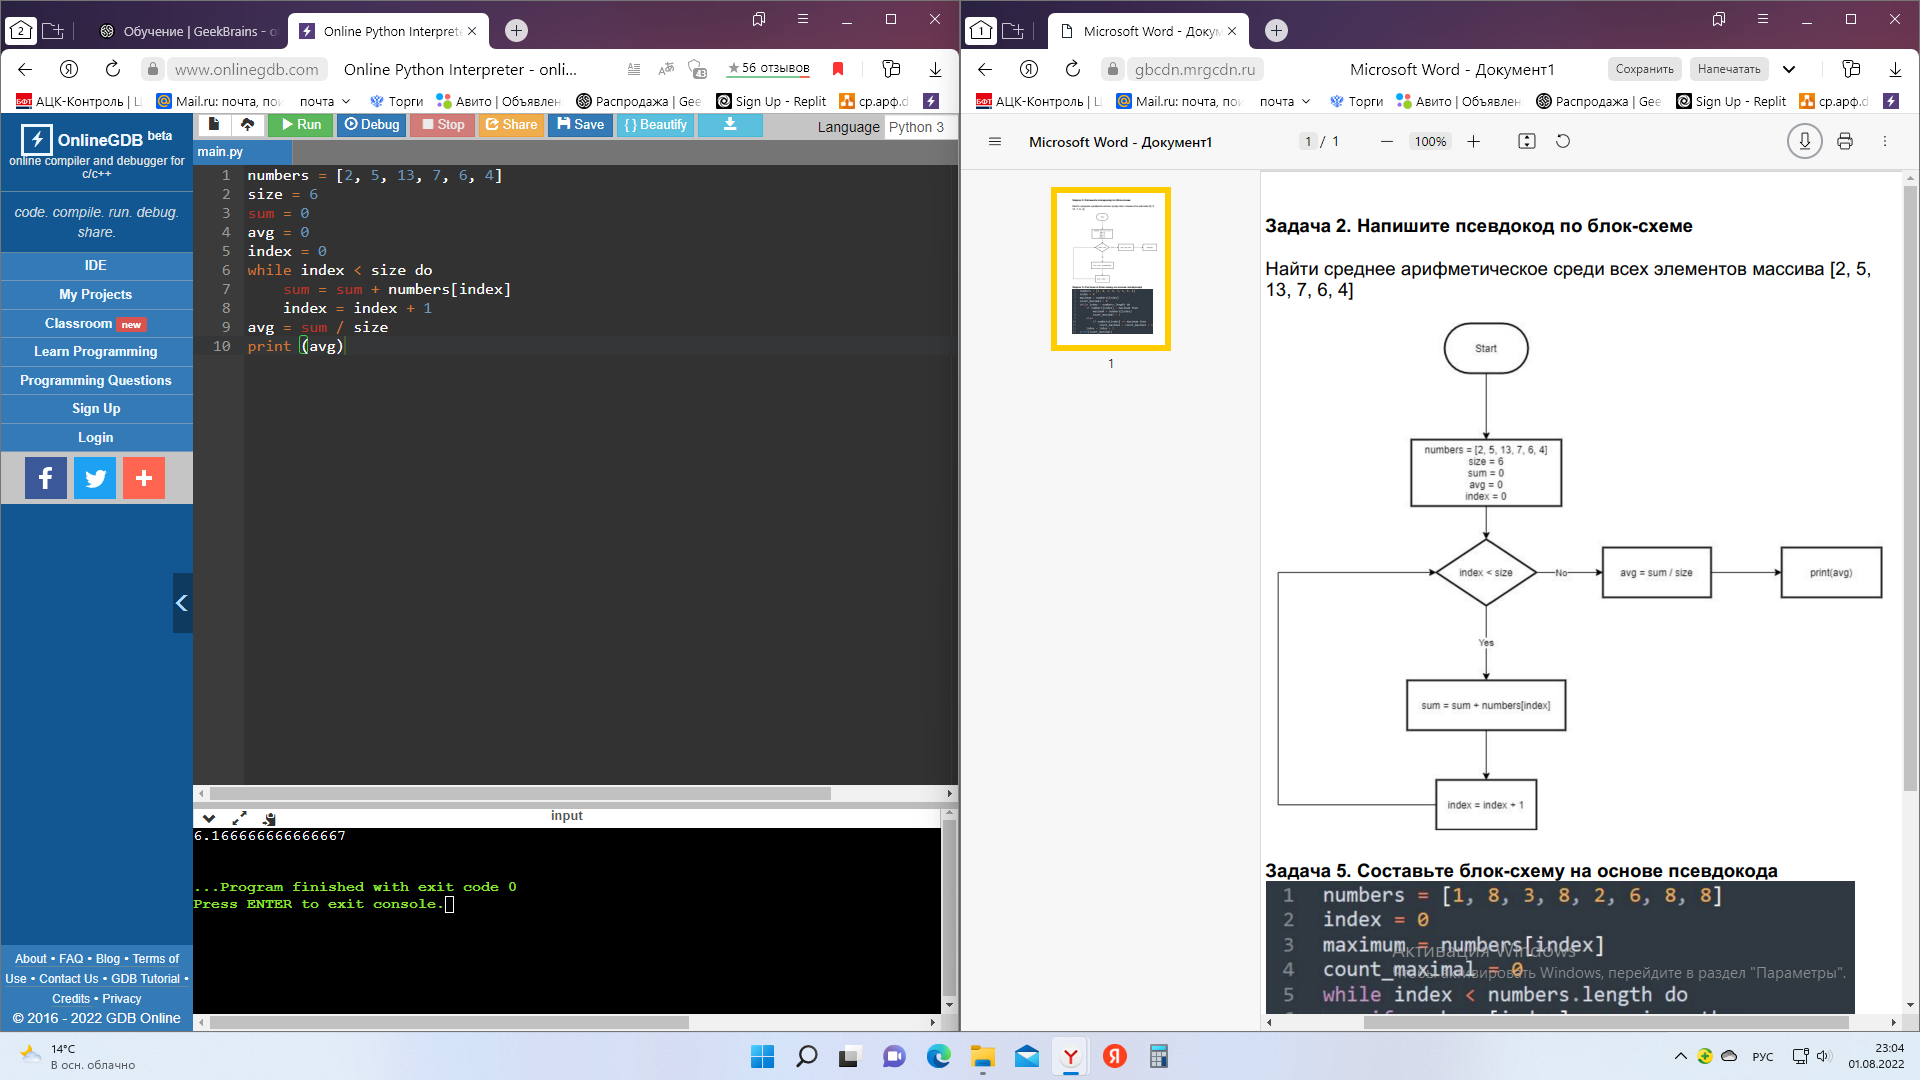 2
Обучение | GeekBrains - о
Online Python Interprete
www.onlinegdb.com
Online Python Interpreter - onli...
43
★56 отзывов
АЦК-Контроль | Ц
Mail.ru: почта, пои
почта
Торги
Авито | Объявлен
Распродажа | Gee
Sign Up - Replit
ср.арф.d
OnlineGDB beta
online compiler and debugger for
c/c++
code. compile. run. debug.
share.
IDE
My Projects
Classroom new
Learn Programming
Programming Questions
Sign Up
Login
About • FAQ • Blog • Terms of
Use • Contact Us • GDB Tutorial •
Credits • Privacy
© 2016 - 2022 GDB Online
Run
Debug
Stop
Share
Save
{ } Beautify
Language Python 3
main.py
1 numbers = [2, 5, 13, 7, 6, 4]
2 size = 6
3 sum = 0
4 avg = 0
5 index = 0
6 while index < size do
7 sum = sum + numbers[index]
8 index = index + 1
9 avg = sum / size
10 print (avg)
input
6.166666666666667
...Program finished with exit code 0
Press ENTER to exit console.
1
Microsoft Word - Докум
gbcdn.mrgcdn.ru
Microsoft Word - Документ1
Сохранить
Напечатать
АЦК-Контроль | Ц
Mail.ru: почта, пои
почта
Торги
Авито | Объявлен
Распродажа | Gee
Sign Up - Replit
ср.арф.d
Microsoft Word - Документ1
1 / 1
100%
1
Задача 2. Напишите псевдокод по блок-схеме
Найти среднее арифметическое среди всех элементов массива [2, 5,
13, 7, 6, 4]
Start
numbers = [2, 5, 13, 7, 6, 4]
size = 6
sum = 0
avg = 0
index = 0
index < size
No
avg = sum / size
print(avg)
Yes
sum = sum + numbers[index]
index = index + 1
Задача 5. Составьте блок-схему на основе псевдокода
1 numbers = [1, 8, 3, 8, 2, 6, 8, 8]
2 index = 0
3 maximum = numbers[index]
4 count_maximal = 0
5 while index < numbers.length do
Активация Windows
Чтобы активировать Windows, перейдите в раздел "Параметры".
14°C
В осн. облачно
РУС
23:04
01.08.2022